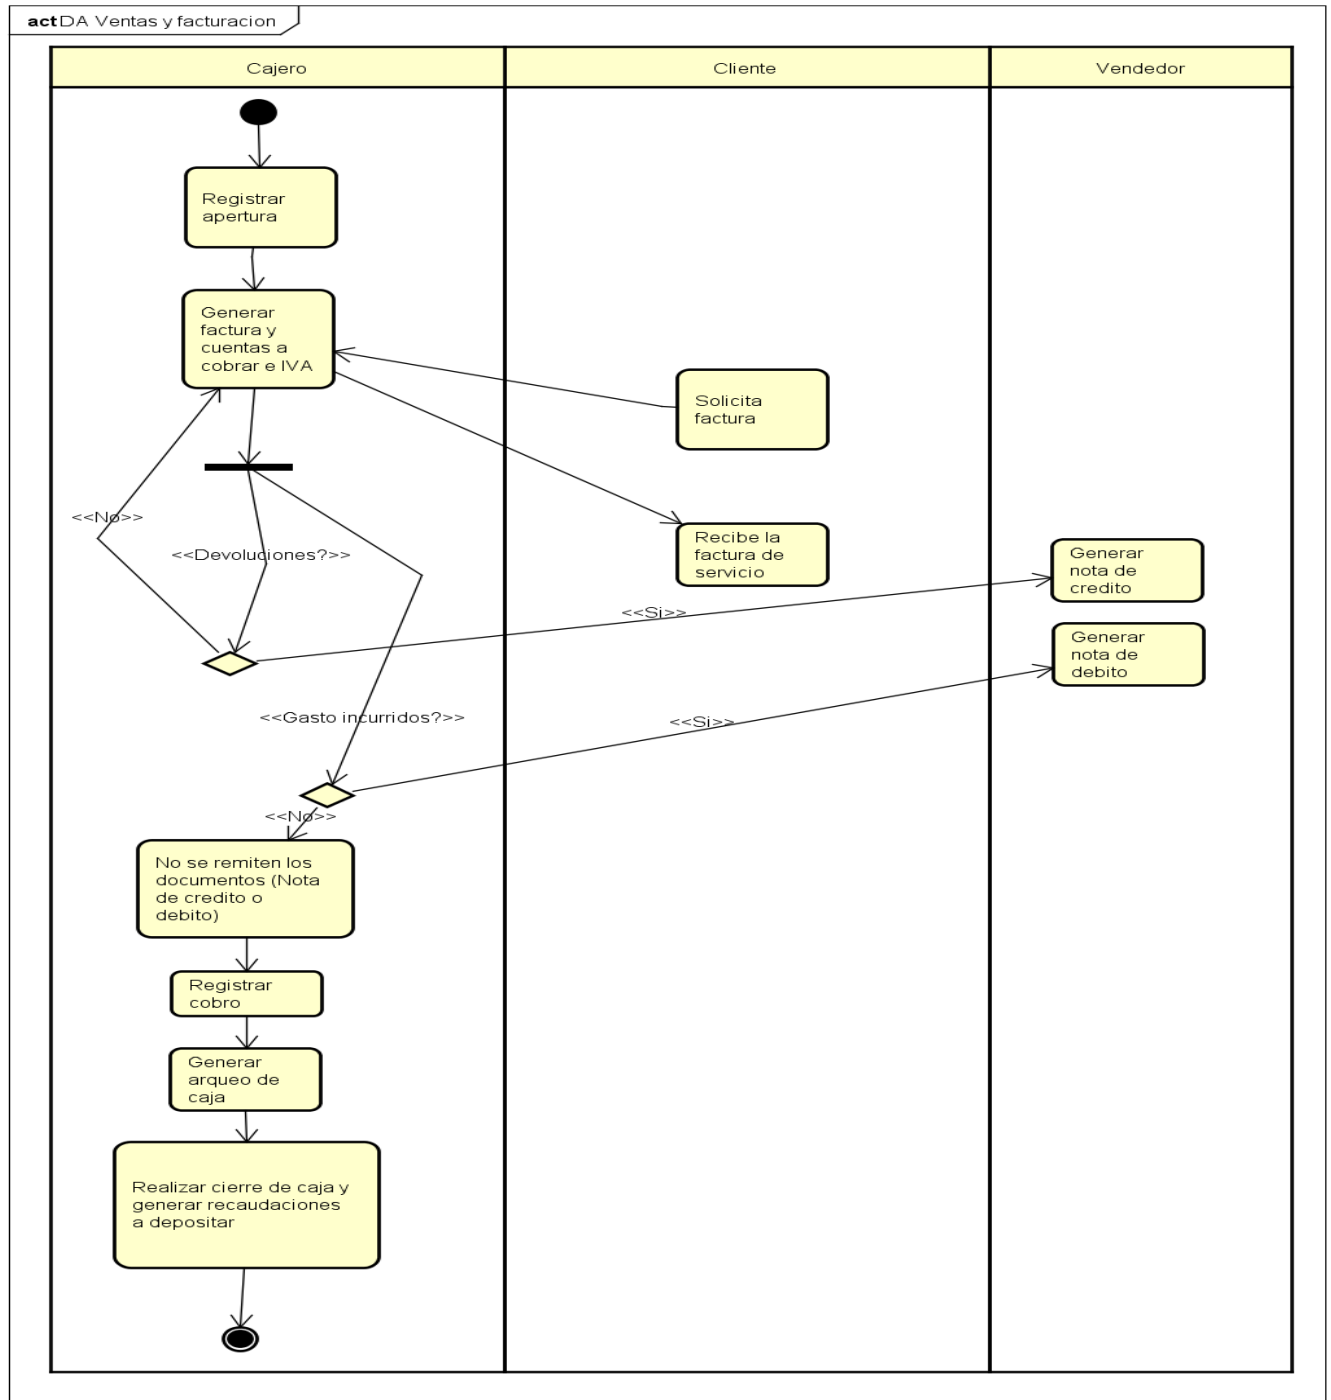 act DA Ventas y facturacion
Cajero
Cliente
Vendedor
Registrar
apertura
Generar
factura y
cuentas a
cobrar e IVA
Solicita
factura
<<No>>
<<Devoluciones?>>
Recibe la
factura de
servicio
Generar
nota de
credito
<<Si>>
Generar
nota de
debito
<<Gasto incurridos?>>
<<Si>>
<<No>>
No se remiten los
documentos (Nota
de credito o
debito)
Registrar
cobro
Generar
arqueo de
caja
Realizar cierre de caja y
generar recaudaciones
a depositar